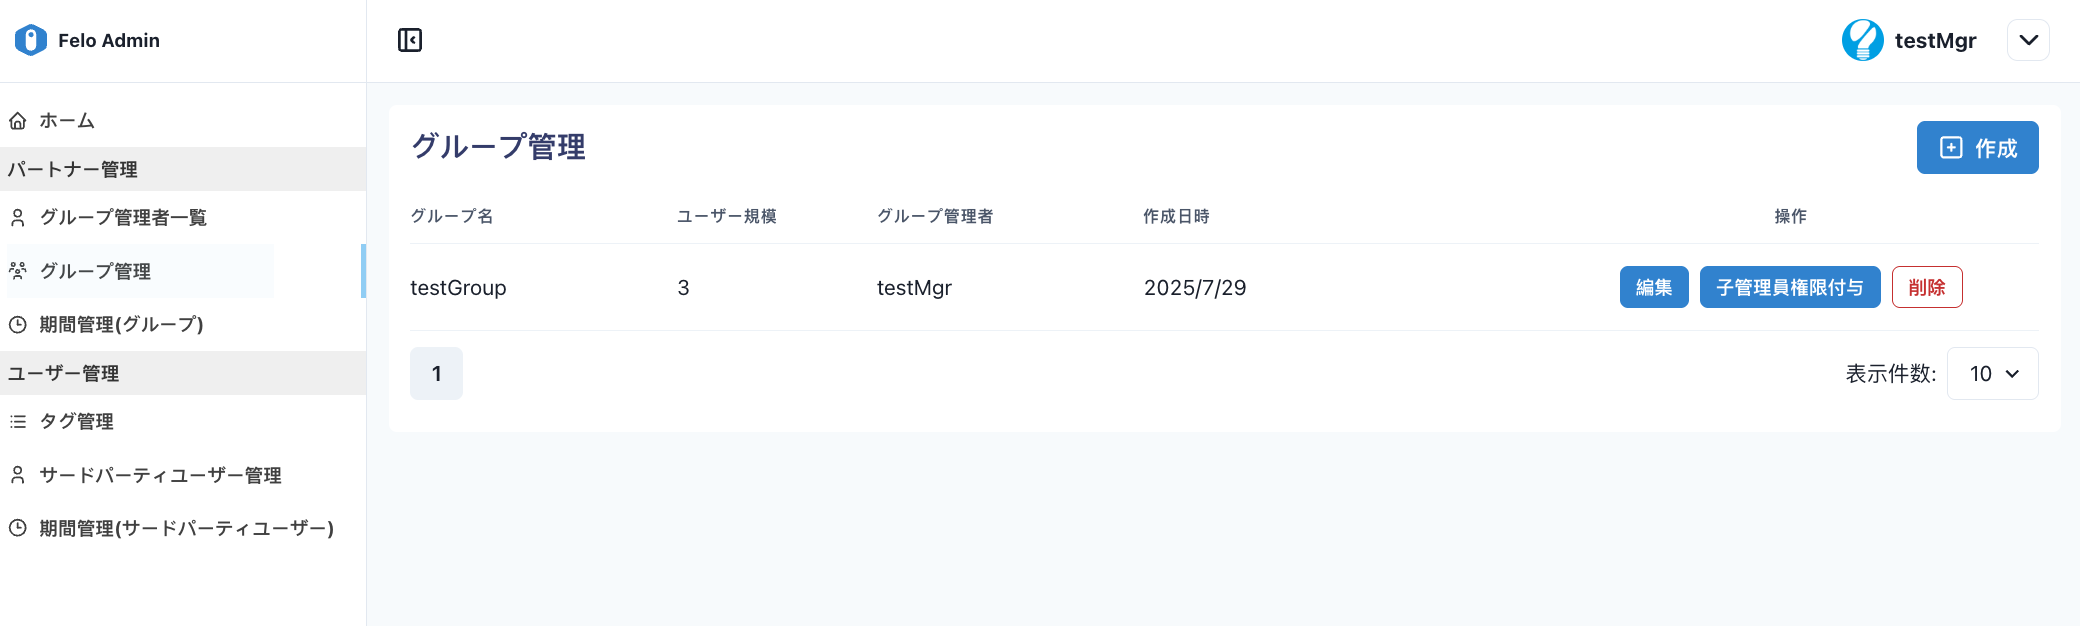 Felo Admin
testMgr
ホーム
パートナー管理
グループ管理者一覧
グループ管理
期間管理(グループ)
ユーザー管理
タグ管理
サードパーティユーザー管理
期間管理(サードパーティユーザー)
グループ管理
作成
グループ名 ユーザー規模 グループ管理者 作成日時 操作
testGroup 3 testMgr 2025/7/29 編集 子管理員権限付与 削除
1 表示件数: 10